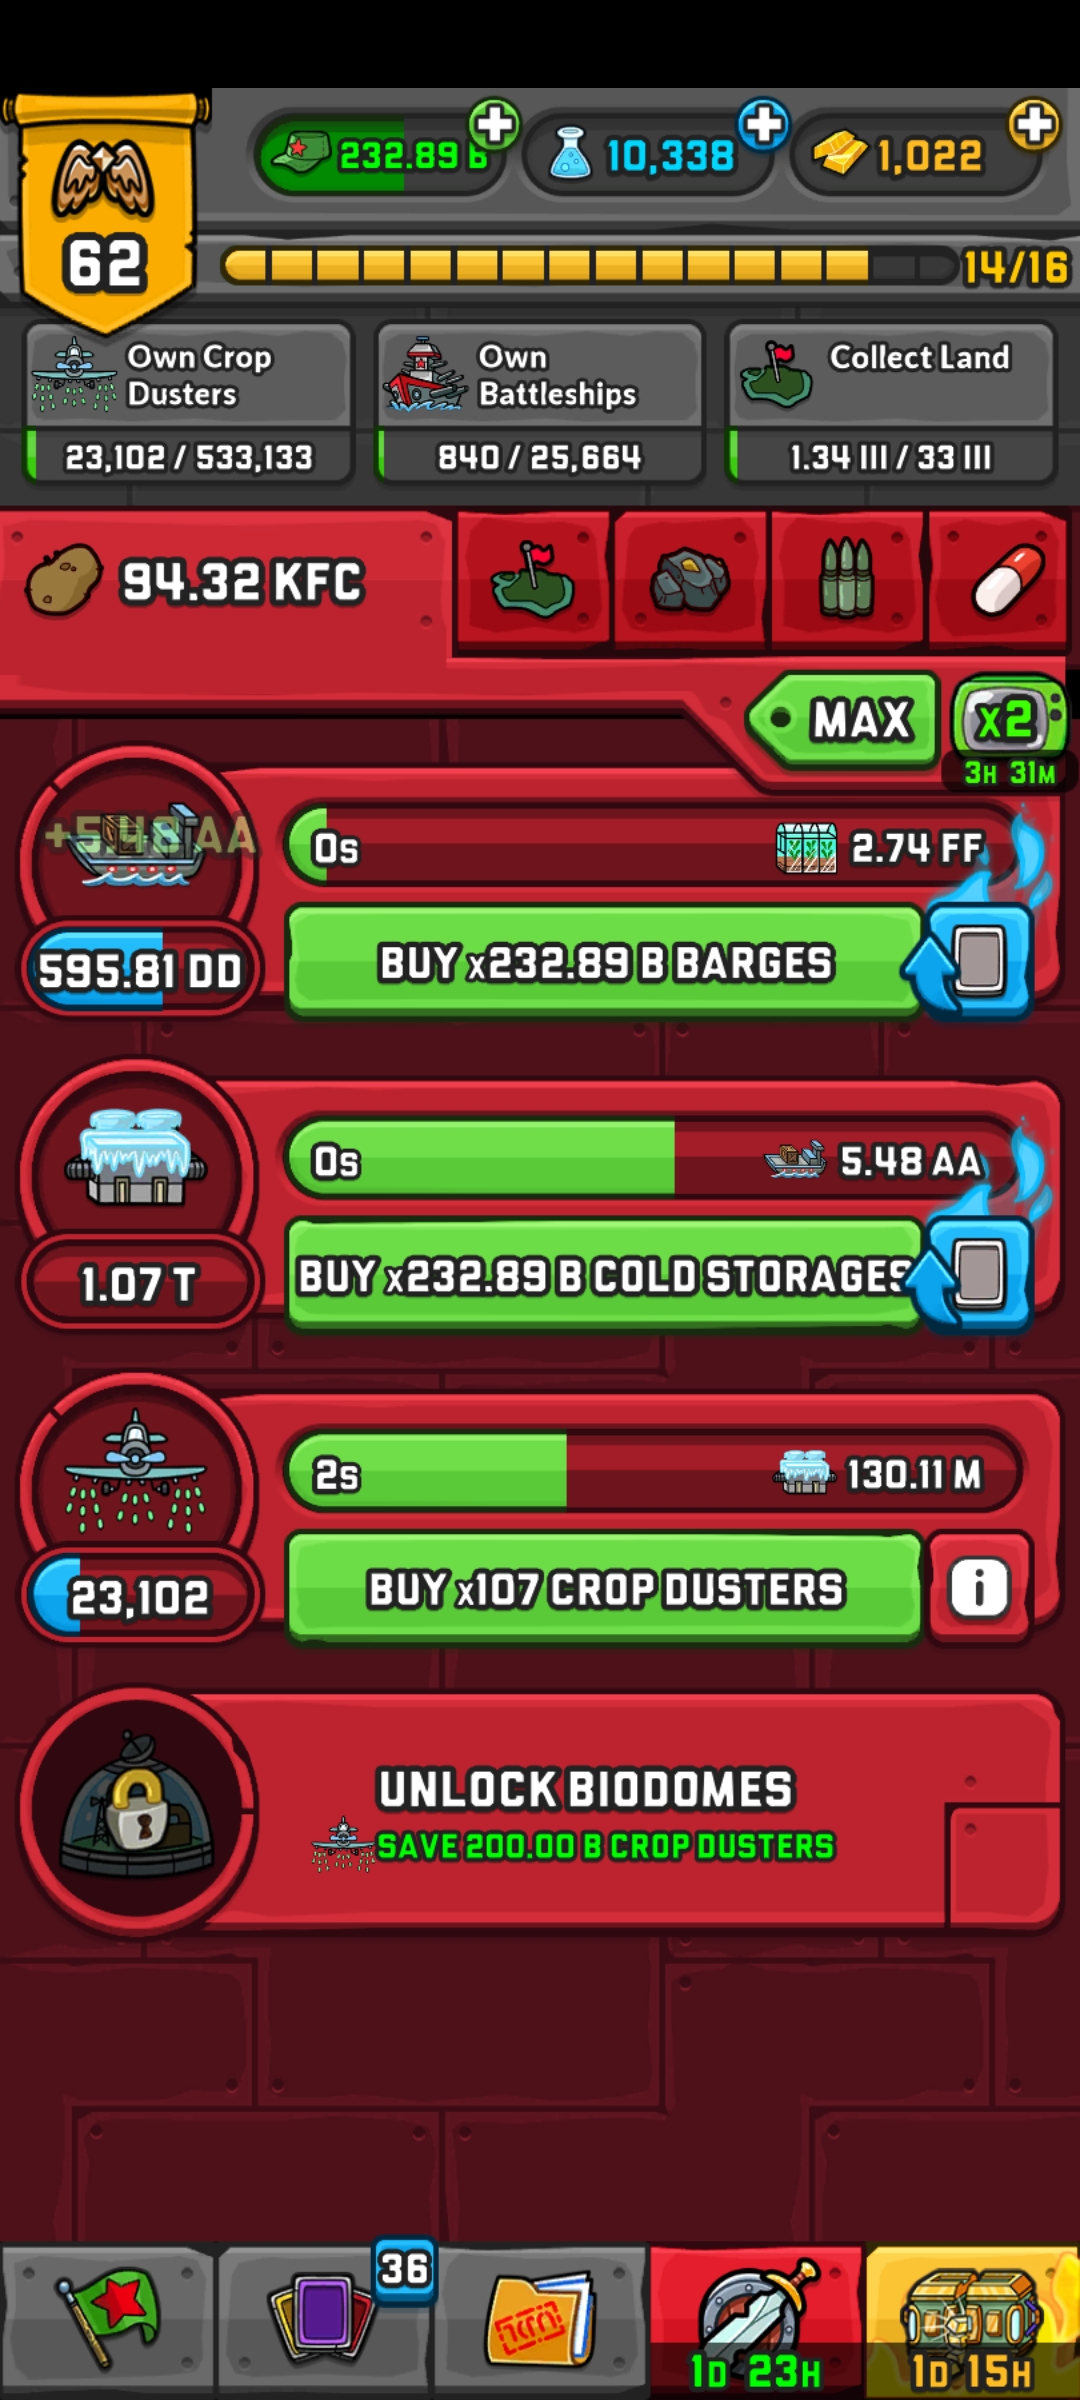 232.89 B
10,338
1,022
62
14/16
Own Crop
Dusters
23,102 / 533,133
Own
Battleships
840 / 25,664
Collect Land
1.34 III / 33 III
94.32 KFC
MAX
x2
3H 31M
+5.48 AA
0s
2.74 FF
595.81 DD
BUY x232.89 B BARGES
0s
5.48 AA
1.07 T
BUY x232.89 B COLD STORAGES
2s
130.11 M
23,102
BUY x107 CROP DUSTERS
i
UNLOCK BIODOMES
SAVE 200.00 B CROP DUSTERS
36
1D 23H
1D 15H